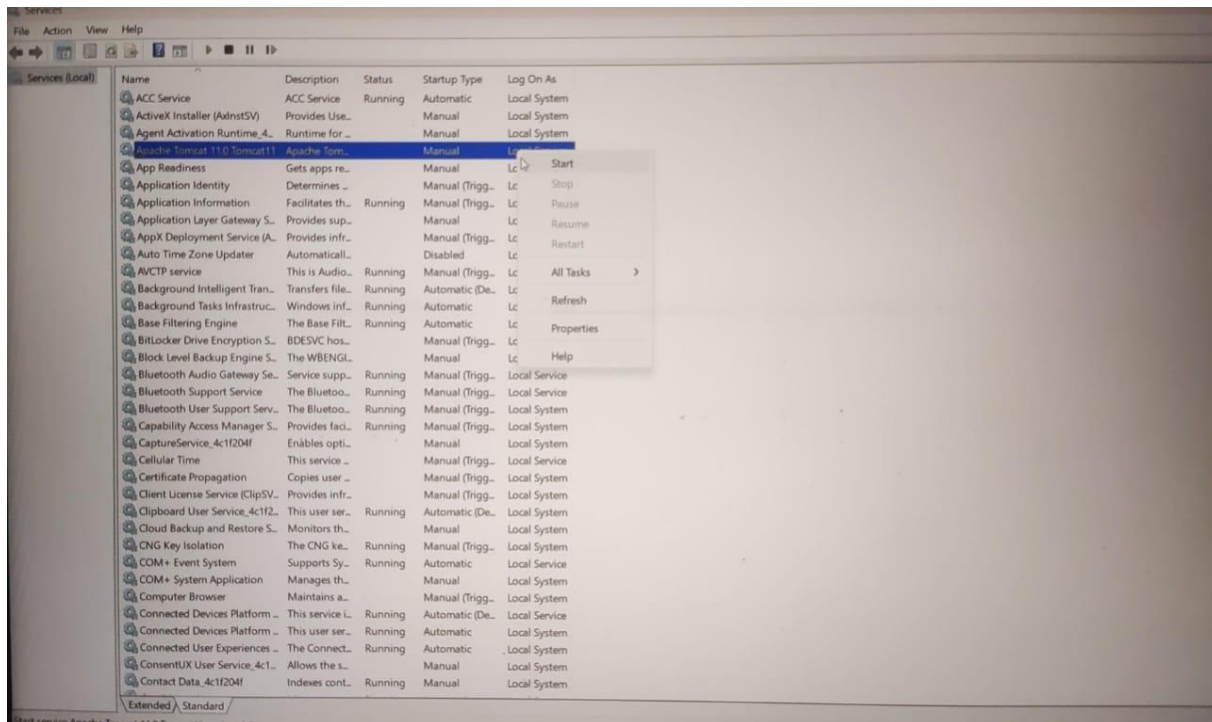 Services
File Action View Help
Services (Local)
Name Description Status Startup Type Log On As
ACC Service ACC Service Running Automatic Local System
ActiveX Installer (AxInstSV) Provides Use... Manual Local System
Agent Activation Runtime_4... Runtime for ... Manual Local System
Apache Tomcat 11.0 Tomcat11 Apache Tom... Manual
App Readiness Gets apps re... Manual Lc
Application Identity Determines ... Manual (Trigg... Lc
Application Information Facilitates th... Running Manual (Trigg... Lc
Application Layer Gateway S... Provides sup... Manual Lc
AppX Deployment Service (A... Provides infr... Manual (Trigg... Lc
Auto Time Zone Updater Automaticall... Disabled Lc
AVCTP service This is Audio... Running Manual (Trigg... Lc
Background Intelligent Tran... Transfers file... Running Automatic (De... Lc
Background Tasks Infrastruc... Windows inf... Running Automatic Lc
Base Filtering Engine The Base Filt... Running Automatic Lc
BitLocker Drive Encryption S... BDESVC hos... Manual (Trigg... Lc
Block Level Backup Engine S... The WBENGI... Manual Lc
Bluetooth Audio Gateway Se... Service supp... Running Manual (Trigg... Local Service
Bluetooth Support Service The Bluetoo... Running Manual (Trigg... Local Service
Bluetooth User Support Serv... The Bluetoo... Running Manual (Trigg... Local System
Capability Access Manager S... Provides faci... Running Manual (Trigg... Local System
CaptureService_4c1f204f Enables opti... Manual Local System
Cellular Time This service ... Manual (Trigg... Local Service
Certificate Propagation Copies user ... Manual (Trigg... Local System
Client License Service (ClipSV... Provides infr... Manual (Trigg... Local System
Clipboard User Service_4c1f2... This user ser... Running Automatic (De... Local System
Cloud Backup and Restore S... Monitors th... Manual Local System
CNG Key Isolation The CNG ke... Running Manual (Trigg... Local System
COM+ Event System Supports Sy... Running Automatic Local Service
COM+ System Application Manages th... Manual Local System
Computer Browser Maintains a... Manual (Trigg... Local System
Connected Devices Platform ... This service i... Running Automatic (De... Local Service
Connected Devices Platform ... This user ser... Running Automatic Local System
Connected User Experiences ... The Connect... Running Automatic Local System
ConsentUX User Service_4c1... Allows the s... Manual Local System
Contact Data_4c1f204f Indexes cont... Running Manual Local System
Start
Stop
Pause
Resume
Restart
All Tasks
Refresh
Properties
Help
Extended Standard